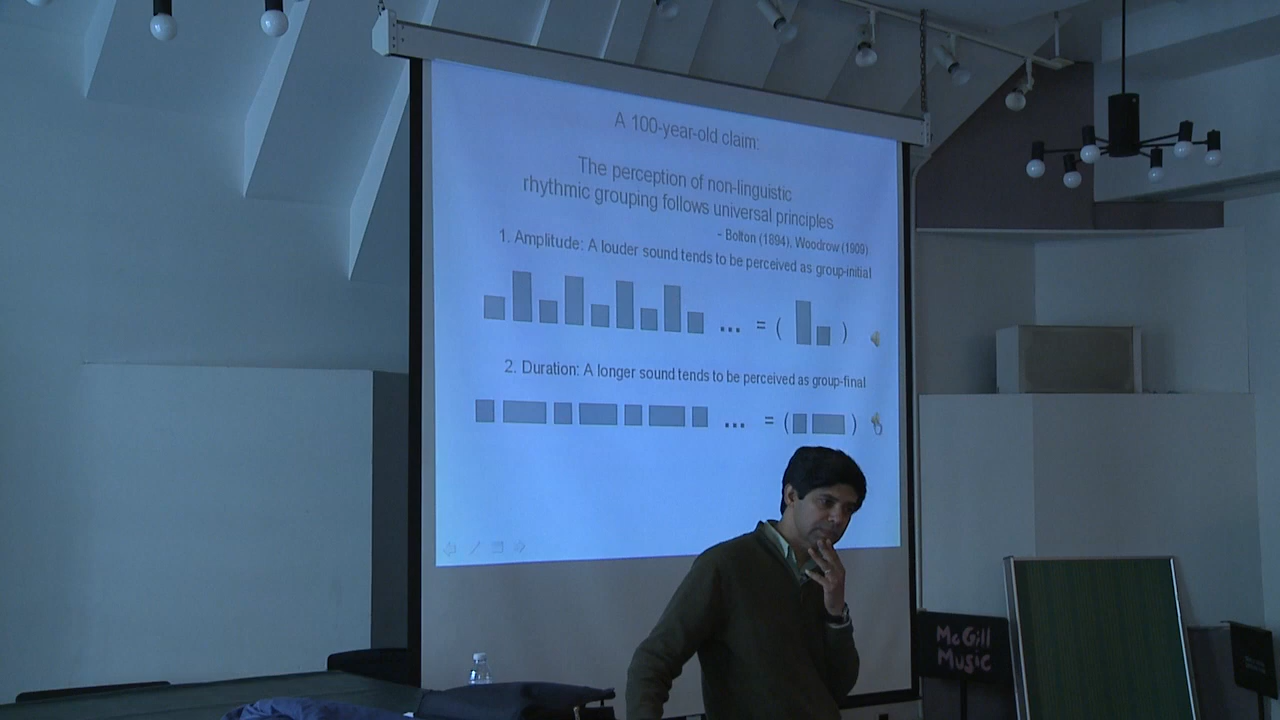 A 100-year-old claim:
The perception of non-linguistic
rhythmic grouping follows universal principles
- Bolton (1894), Woodrow (1909)
1. Amplitude: A louder sound tends to be perceived as group-initial
... = ( )
2. Duration: A longer sound tends to be perceived as group-final
... = ( )
McGill
Music